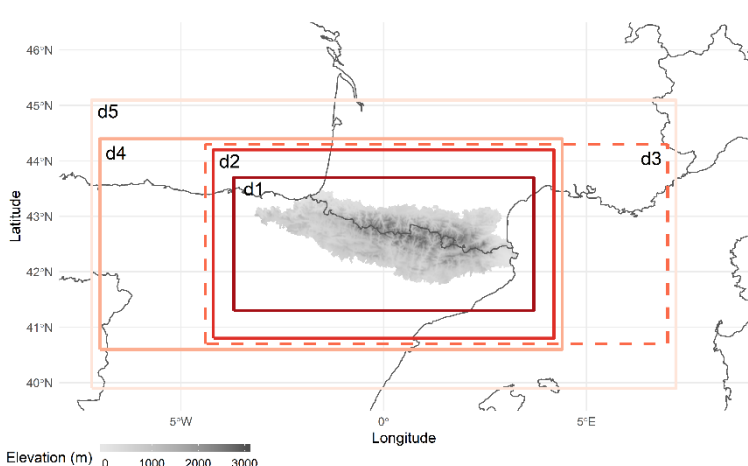 46°N
45°N
d5
44°N
d4
d2
d3
d1
43°N
Latitude
42°N
41°N
40°N
5°W
0°
5°E
Longitude
Elevation (m)
0 1000 2000 3000